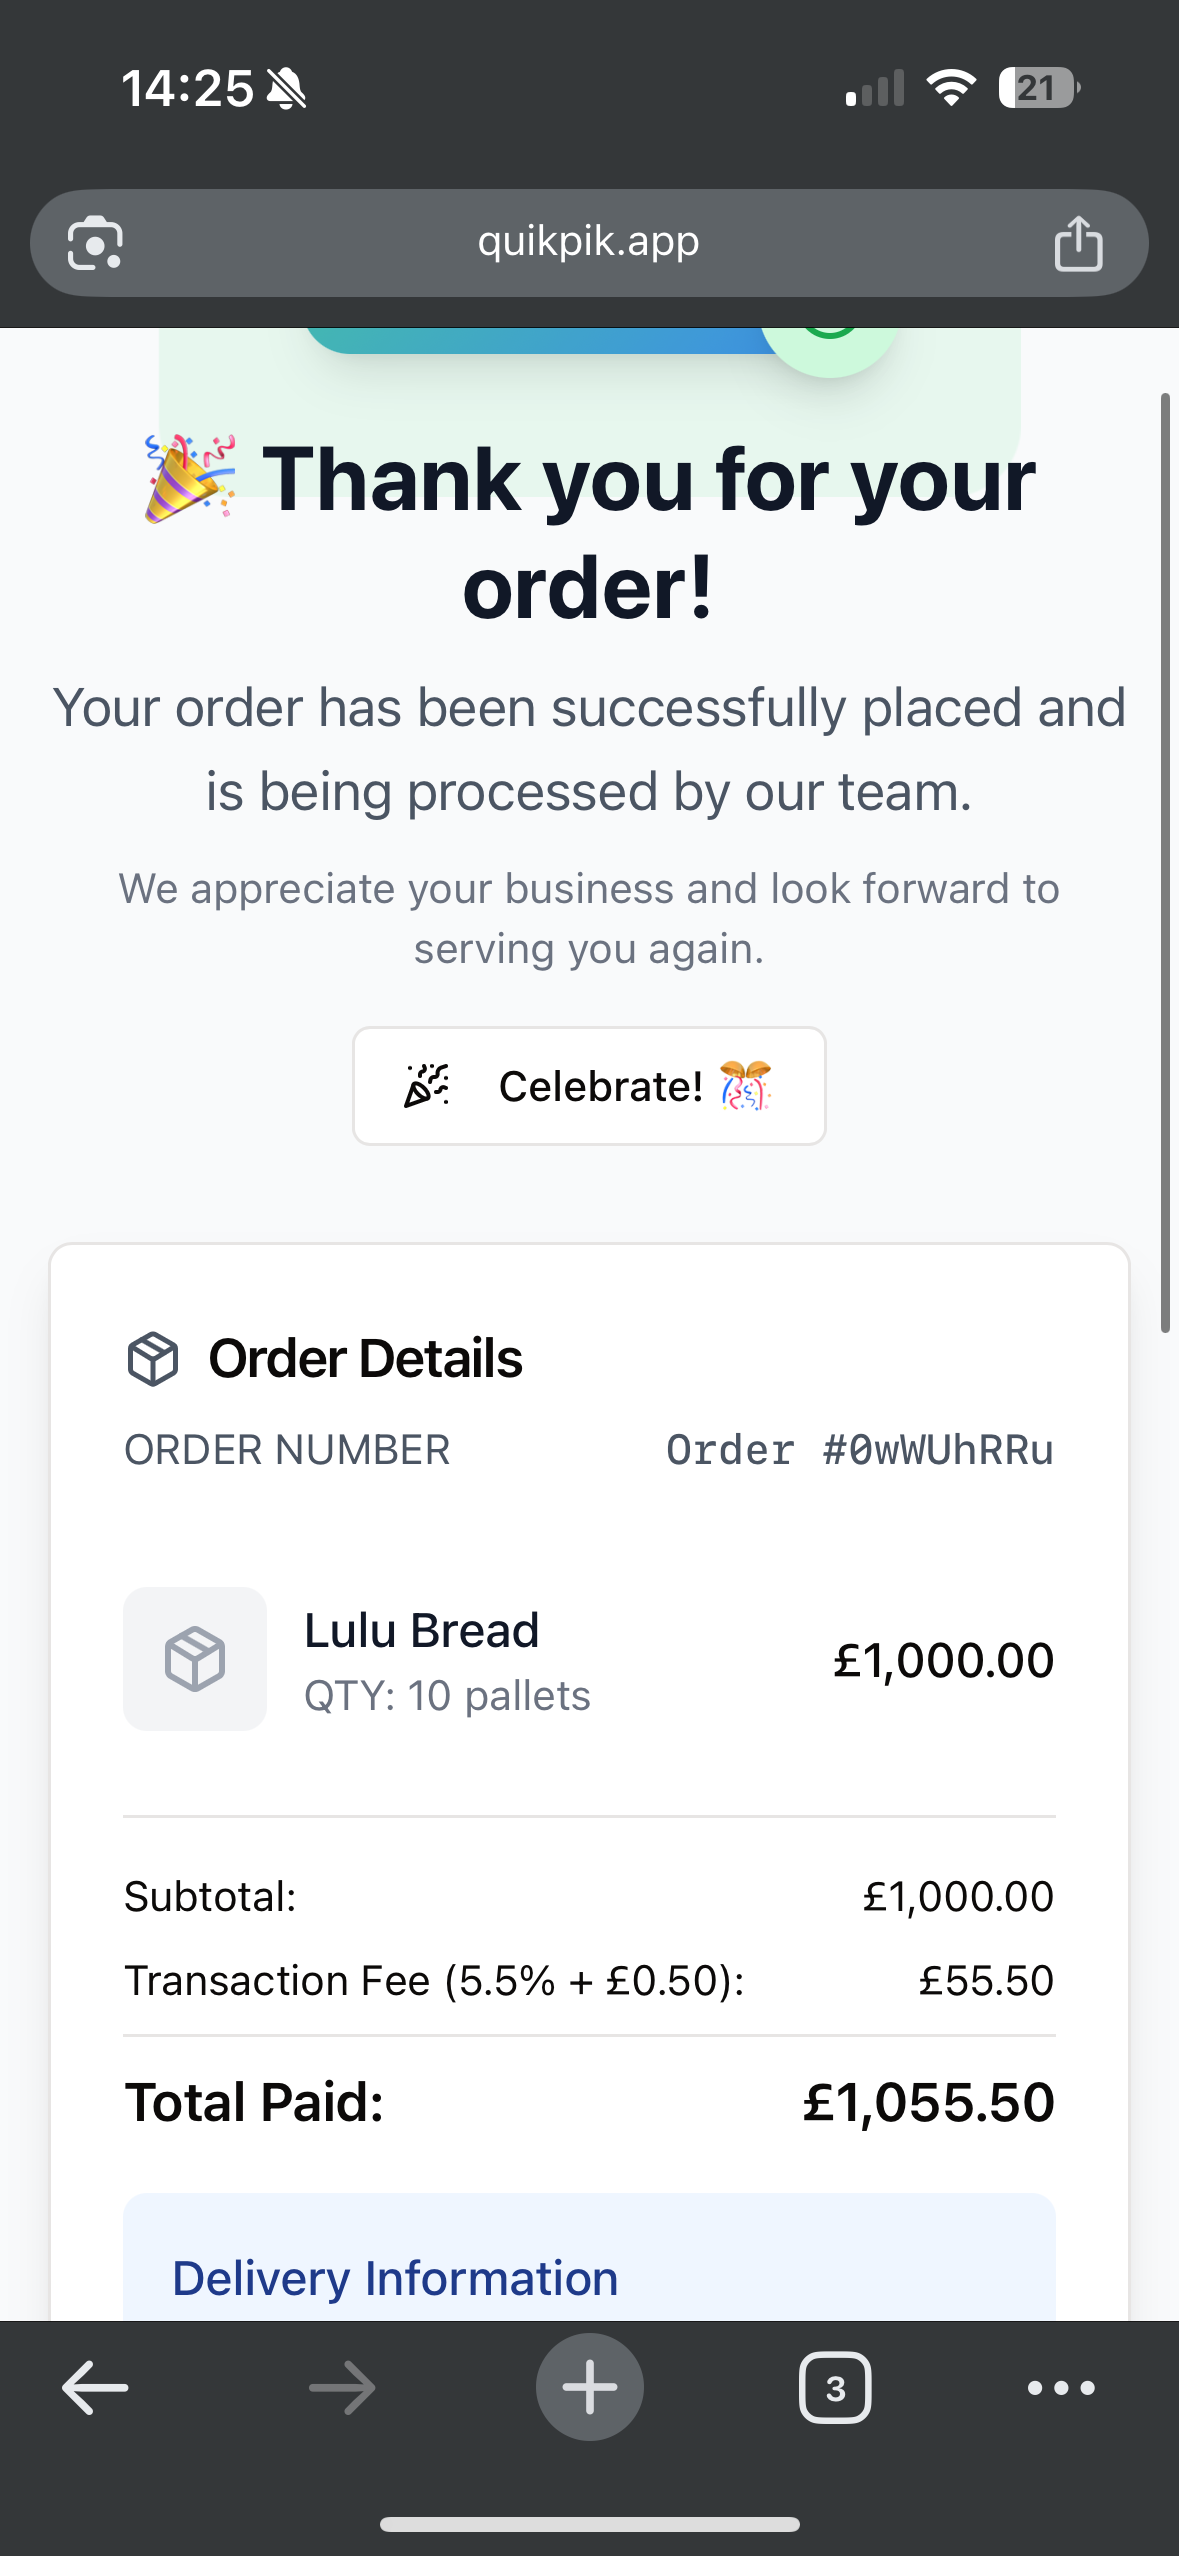 14:25
21
quikpik.app
🎉 Thank you for your
order!
Your order has been successfully placed and
is being processed by our team.
We appreciate your business and look forward to
serving you again.
Celebrate! 🎊
Order Details
ORDER NUMBER Order #0wWUhRRu
Lulu Bread
£1,000.00
QTY: 10 pallets
Subtotal: £1,000.00
Transaction Fee (5.5% + £0.50): £55.50
Total Paid: £1,055.50
Delivery Information
3